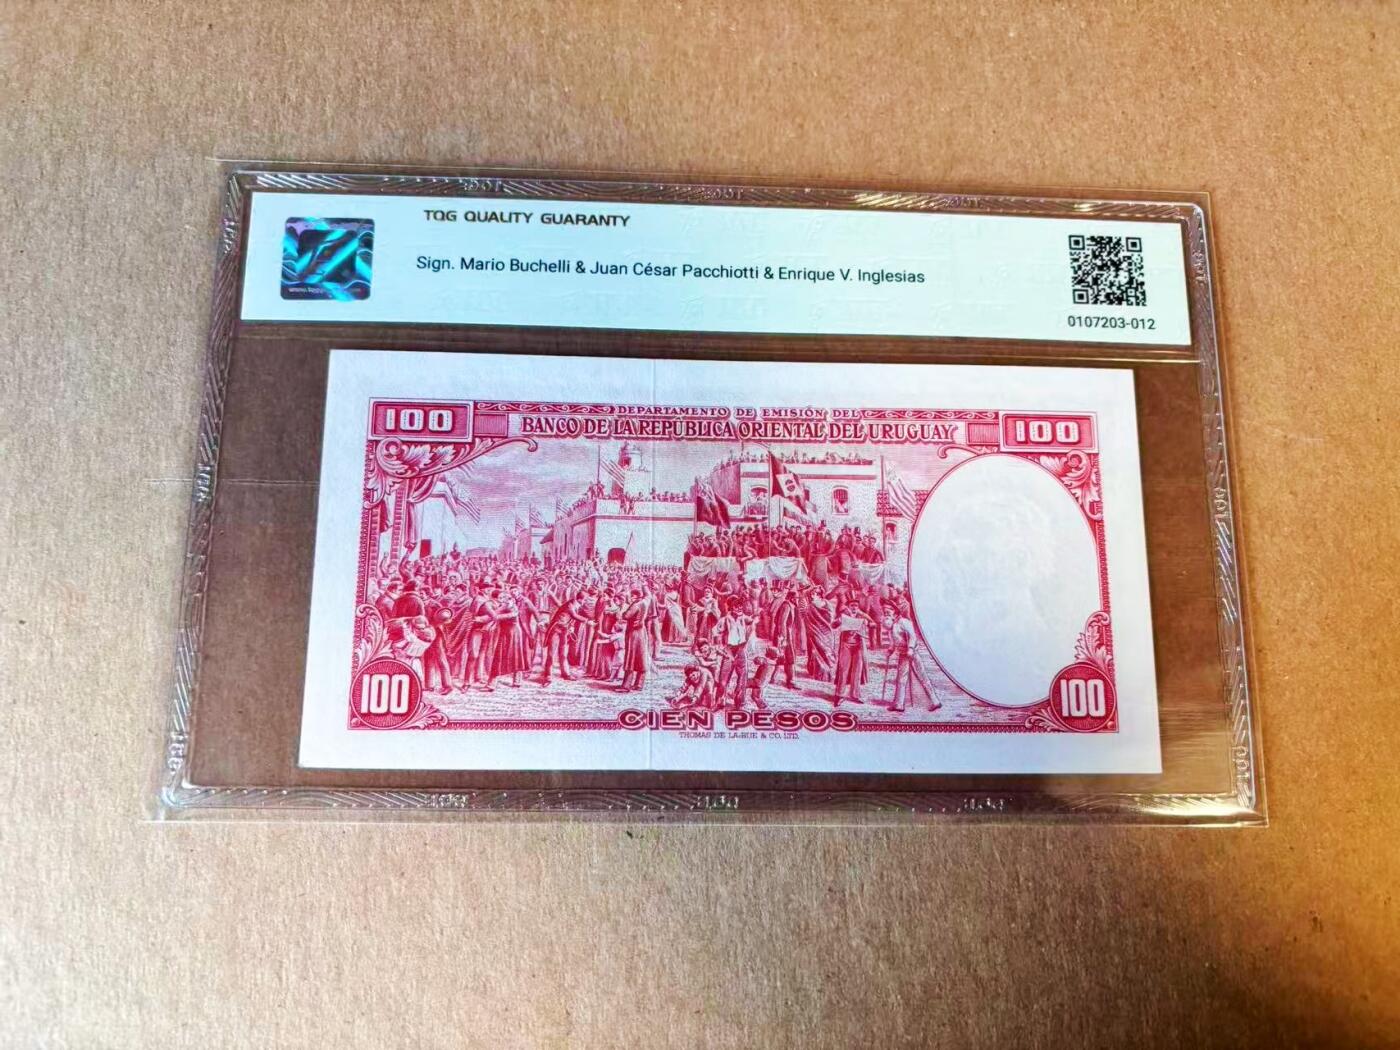 TQG QUALITY GUARANTY
Sign. Mario Buchelli & Juan César Pacchiotti & Enrique V. Inglesias
0107203-012
100
DEPARTAMENTO DE EMISIÓN DEL
BANCO DE LA REPÚBLICA ORIENTAL DEL URUGUAY
100
100
CIEN PESOS
100
THOMAS DE LA RUE & CO. LTD.